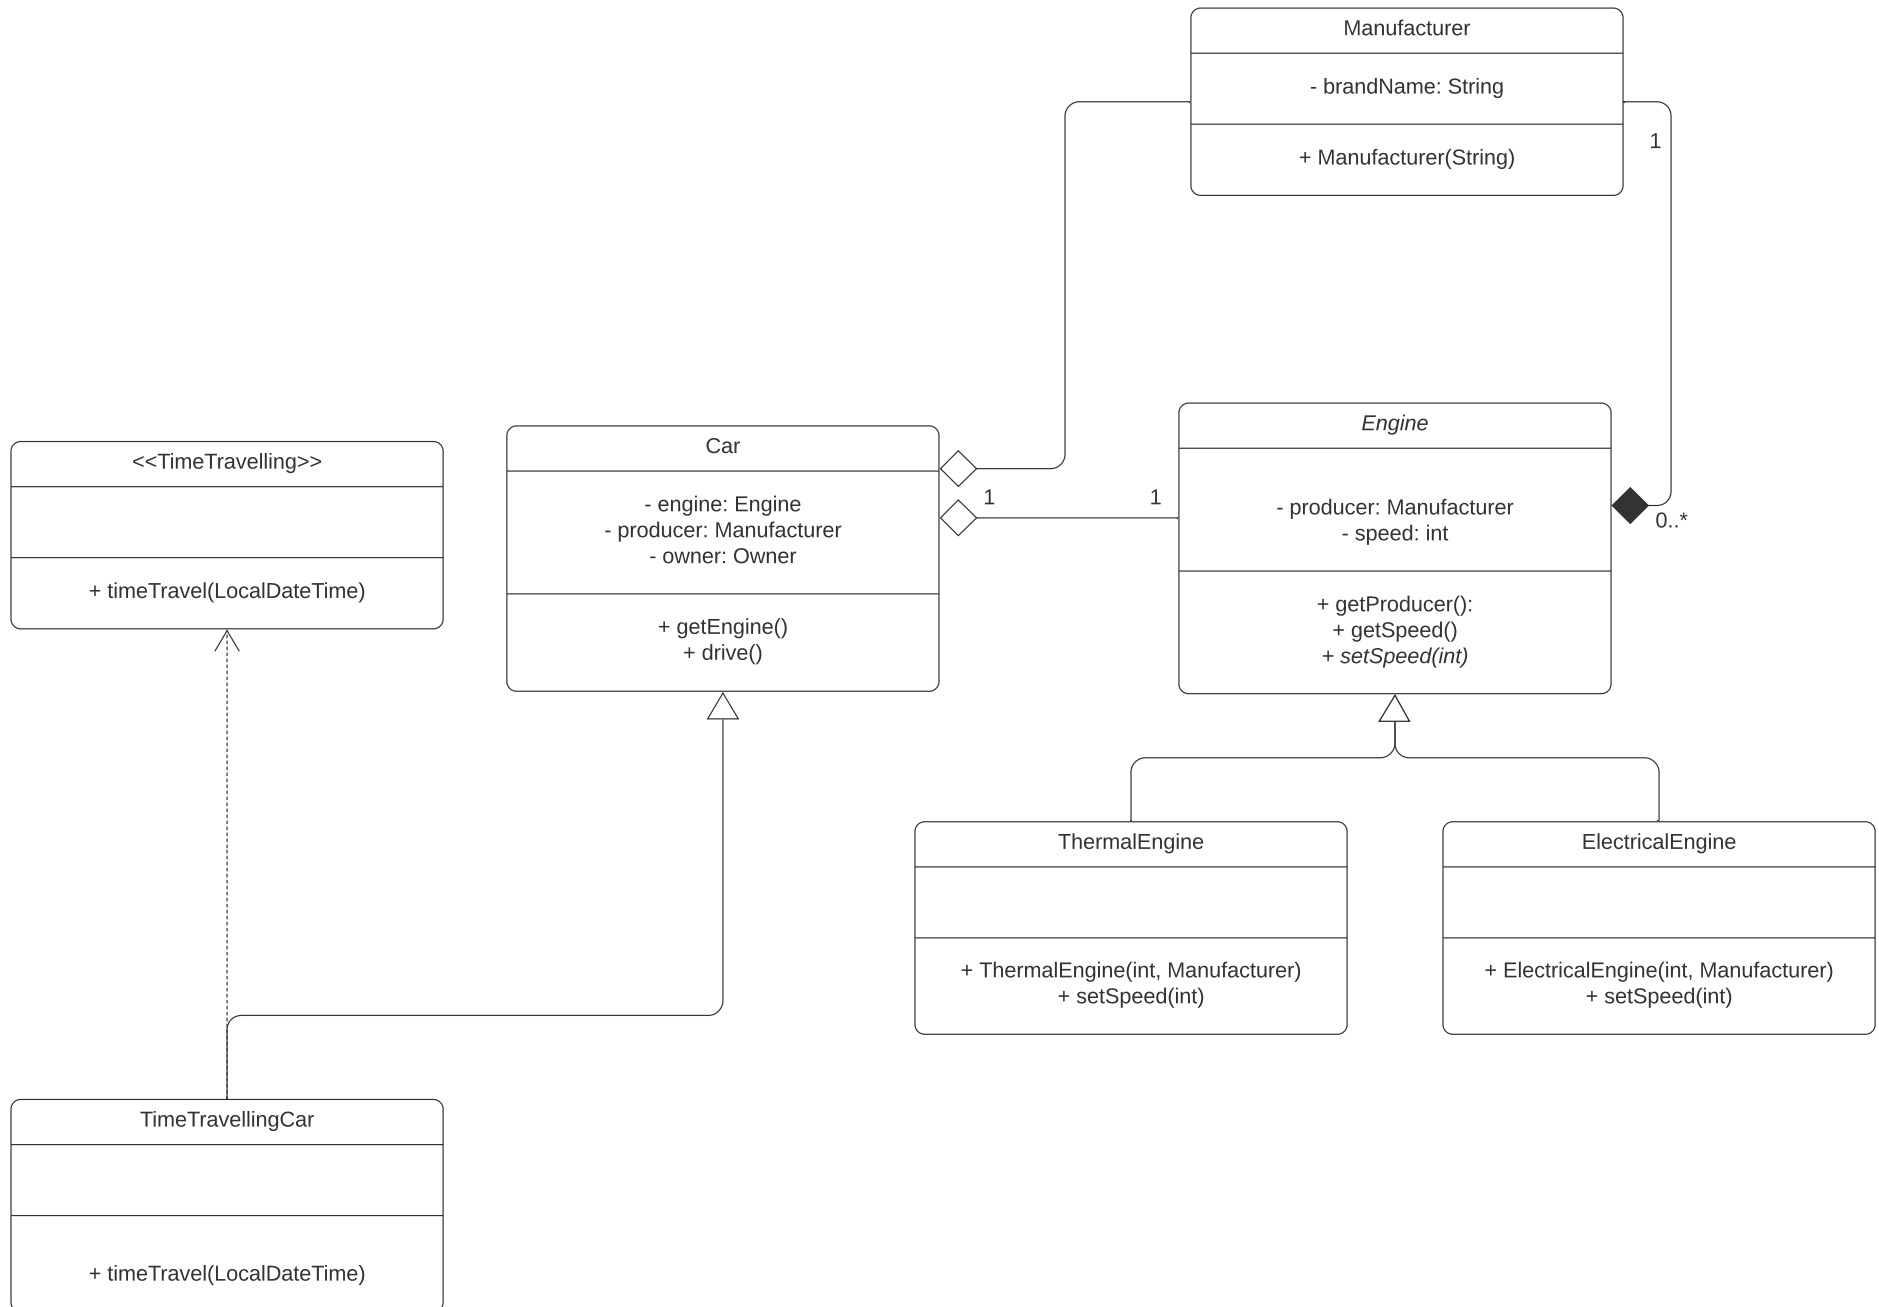 Manufacturer
- brandName: String
+ Manufacturer(String)
1
<<TimeTravelling>>
+ timeTravel(LocalDateTime)
Car
- engine: Engine
- producer: Manufacturer
- owner: Owner
+ getEngine()
+ drive()
1
1
Engine
- producer: Manufacturer
- speed: int
+ getProducer():
+ getSpeed()
+ setSpeed(int)
0..*
ThermalEngine
+ ThermalEngine(int, Manufacturer)
+ setSpeed(int)
ElectricalEngine
+ ElectricalEngine(int, Manufacturer)
+ setSpeed(int)
TimeTravellingCar
+ timeTravel(LocalDateTime)